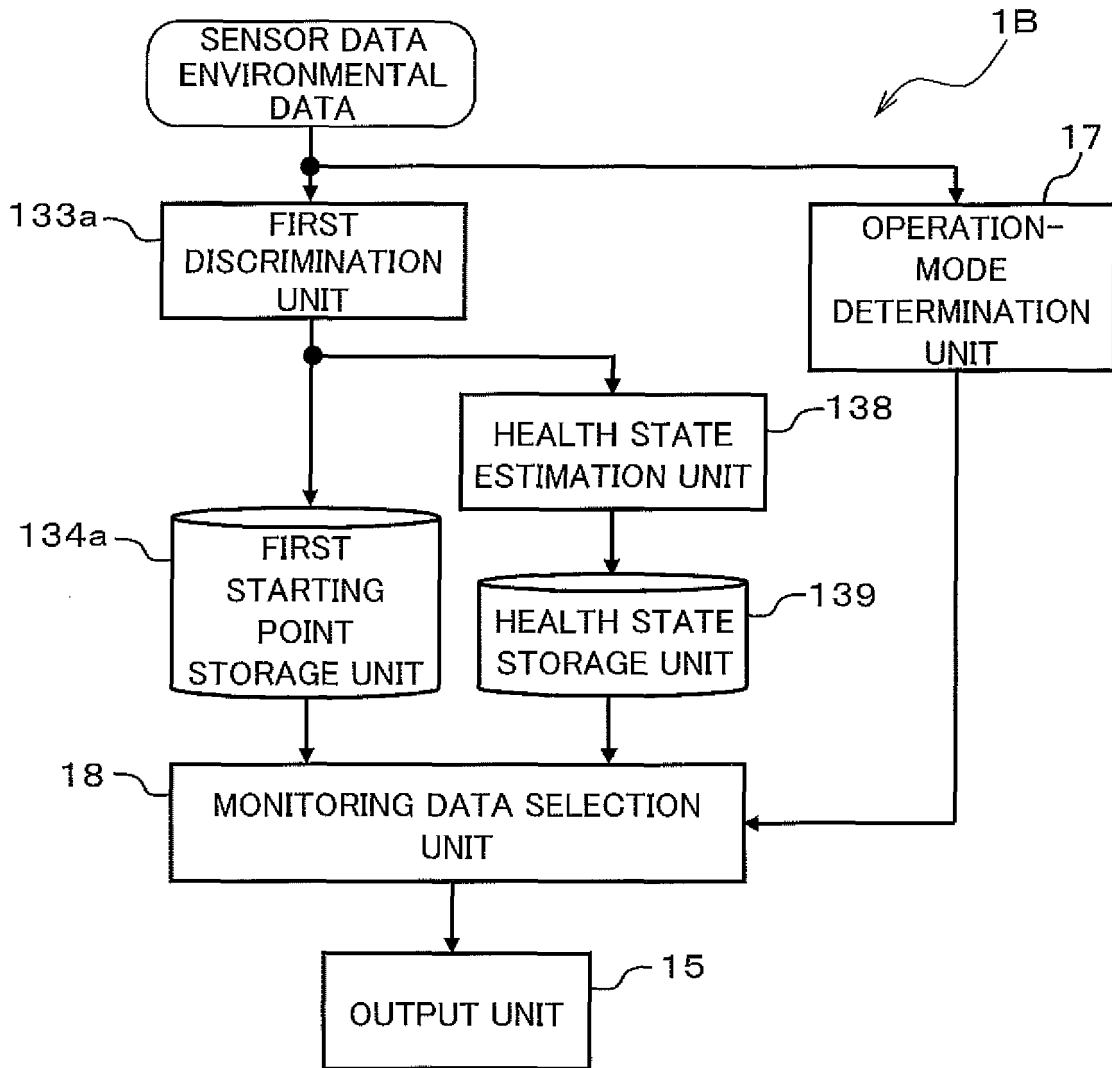 1B
SENSOR DATA
ENVIRONMENTAL
DATA
17
133a
FIRST
DISCRIMINATION
UNIT
OPERATION-
MODE
DETERMINATION
UNIT
138
HEALTH STATE
ESTIMATION UNIT
134a
FIRST
STARTING
POINT
STORAGE UNIT
139
HEALTH STATE
STORAGE UNIT
18
MONITORING DATA SELECTION
UNIT
15
OUTPUT UNIT